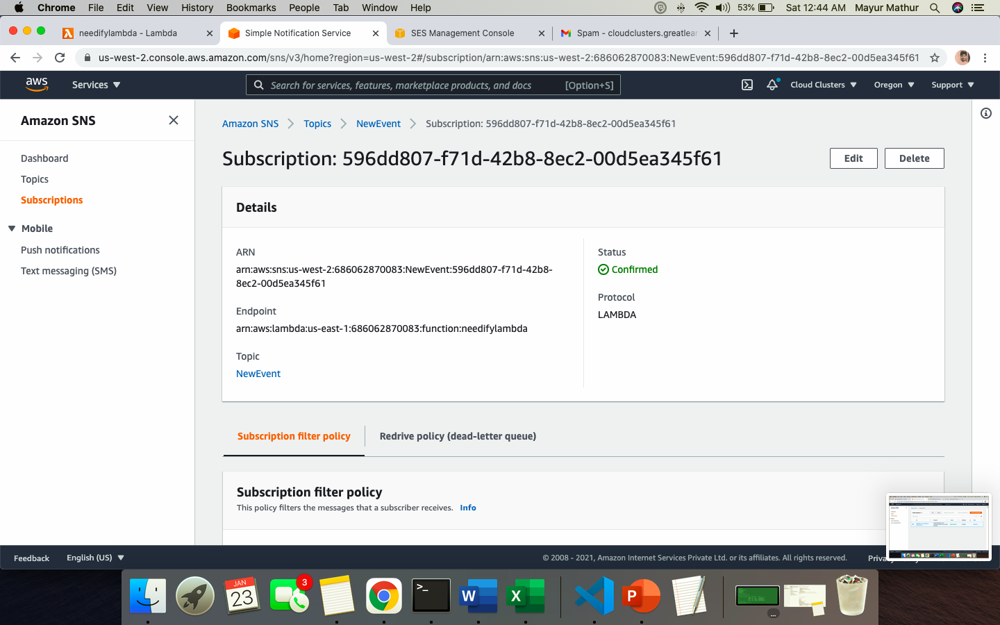 Chrome File Edit View History Bookmarks People Tab Window Help 53% Sat 12:44 AM Mayur Mathur
needifylambda - Lambda Simple Notification Service SES Management Console Spam - cloudclusters.greatlear
us-west-2.console.aws.amazon.com/sns/v3/home?region=us-west-2#/subscription/arn:aws:sns:us-west-2:686062870083:NewEvent:596dd807-f71d-42b8-8ec2-00d5ea345f61
aws Services Search for services, features, marketplace products, and docs [Option+S] Cloud Clusters Oregon Support
Amazon SNS
Dashboard
Topics
Subscriptions
Mobile
Push notifications
Text messaging (SMS)
Amazon SNS Topics NewEvent Subscription: 596dd807-f71d-42b8-8ec2-00d5ea345f61
Subscription: 596dd807-f71d-42b8-8ec2-00d5ea345f61 Edit Delete
Details
ARN
arn:aws:sns:us-west-2:686062870083:NewEvent:596dd807-f71d-42b8-
8ec2-00d5ea345f61
Endpoint
arn:aws:lambda:us-east-1:686062870083:function:needifylambda
Topic
NewEvent
Status
Confirmed
Protocol
LAMBDA
Subscription filter policy Redrive policy (dead-letter queue)
Subscription filter policy
This policy filters the messages that a subscriber receives. Info
Feedback English (US) © 2008 - 2021, Amazon Internet Services Private Ltd. or its affiliates. All rights reserved.
JAN
23
3
>_
W
X
P